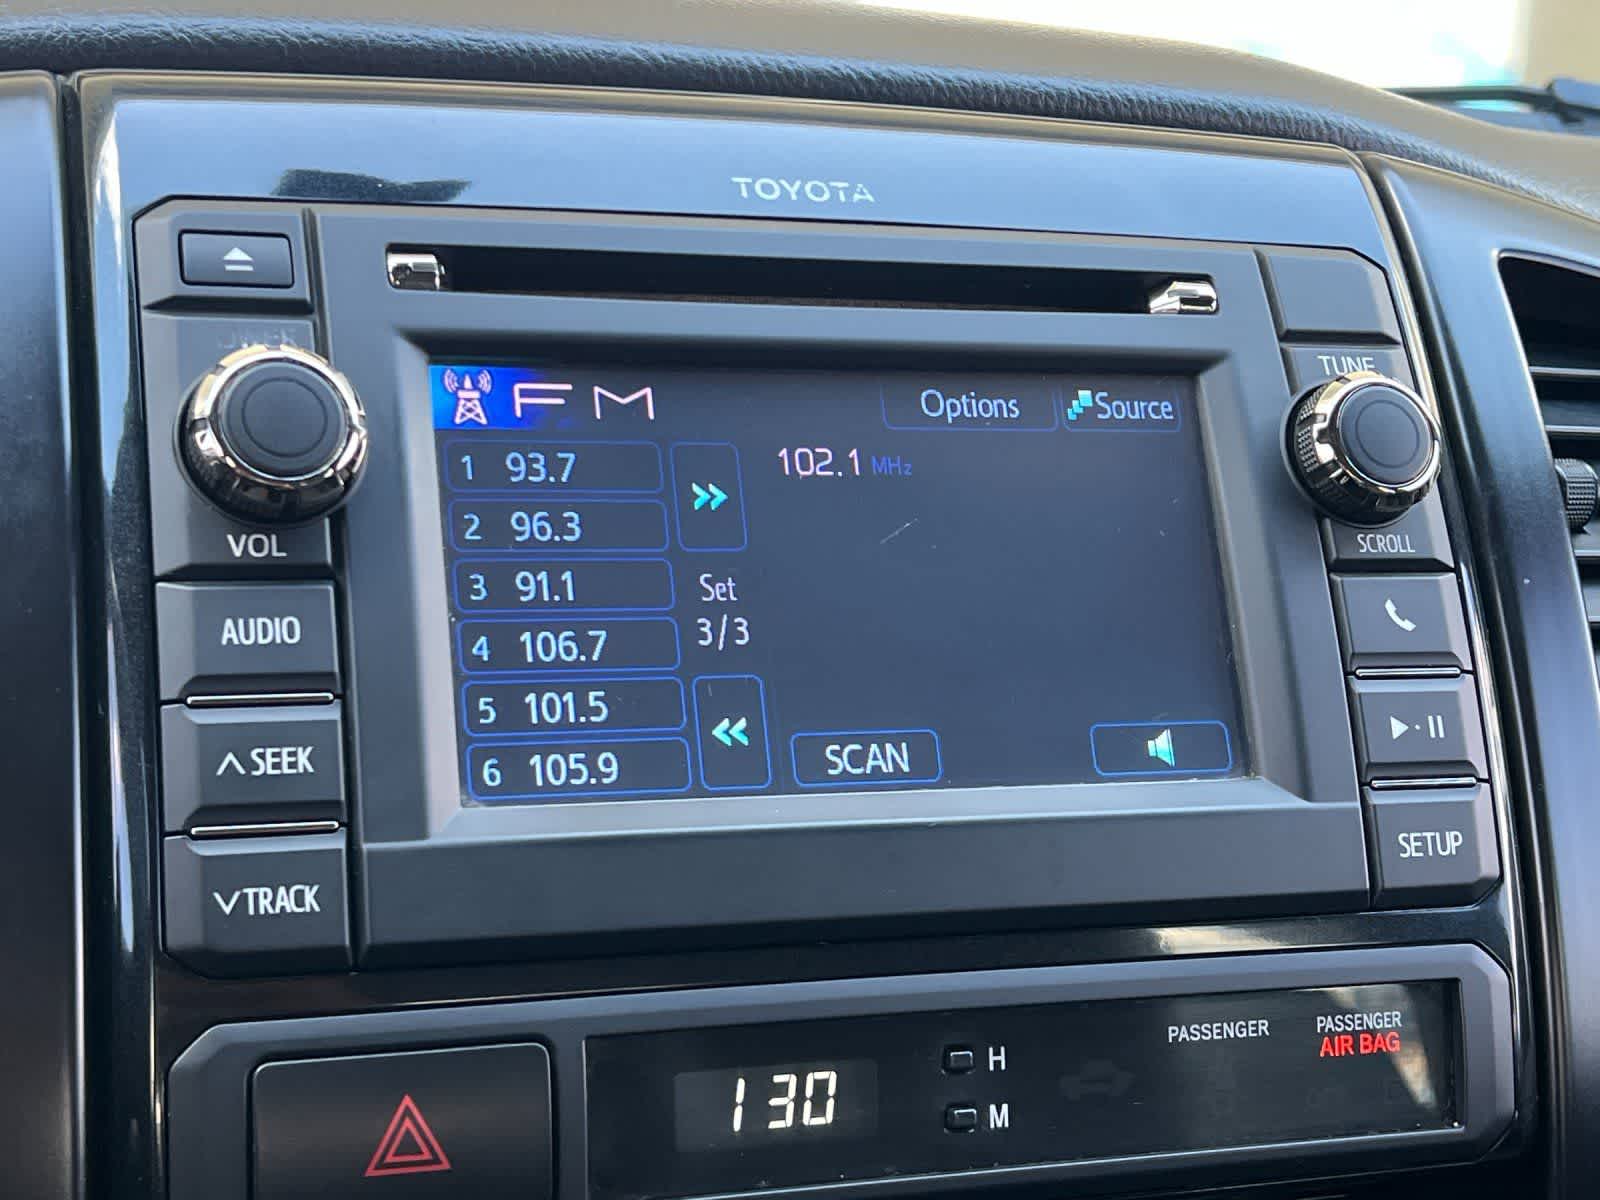 TOYOTA
TUNE
FM
Options
Source
1 93.7
102.1 MHz
2 96.3
VOL
SCROLL
3 91.1
Set
3/3
AUDIO
4 106.7
5 101.5
SCAN
6 105.9
SEEK
SETUP
TRACK
PASSENGER
PASSENGER
AIR BAG
130
H
M